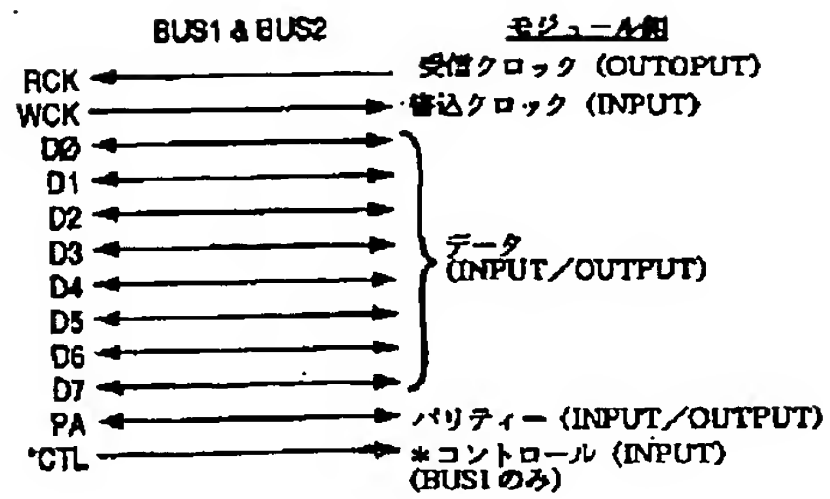 BUS1 & BUS2 モジュール側
RCK 受信クロック (OUTOPUT)
WCK 書込クロック (INPUT)
DØ
D1
D2
D3 データ
D4 (INPUT/OUTPUT)
D5
D6
D7
PA パリティー (INPUT/OUTPUT)
*CTL *コントロール (INPUT)
(BUS1のみ)